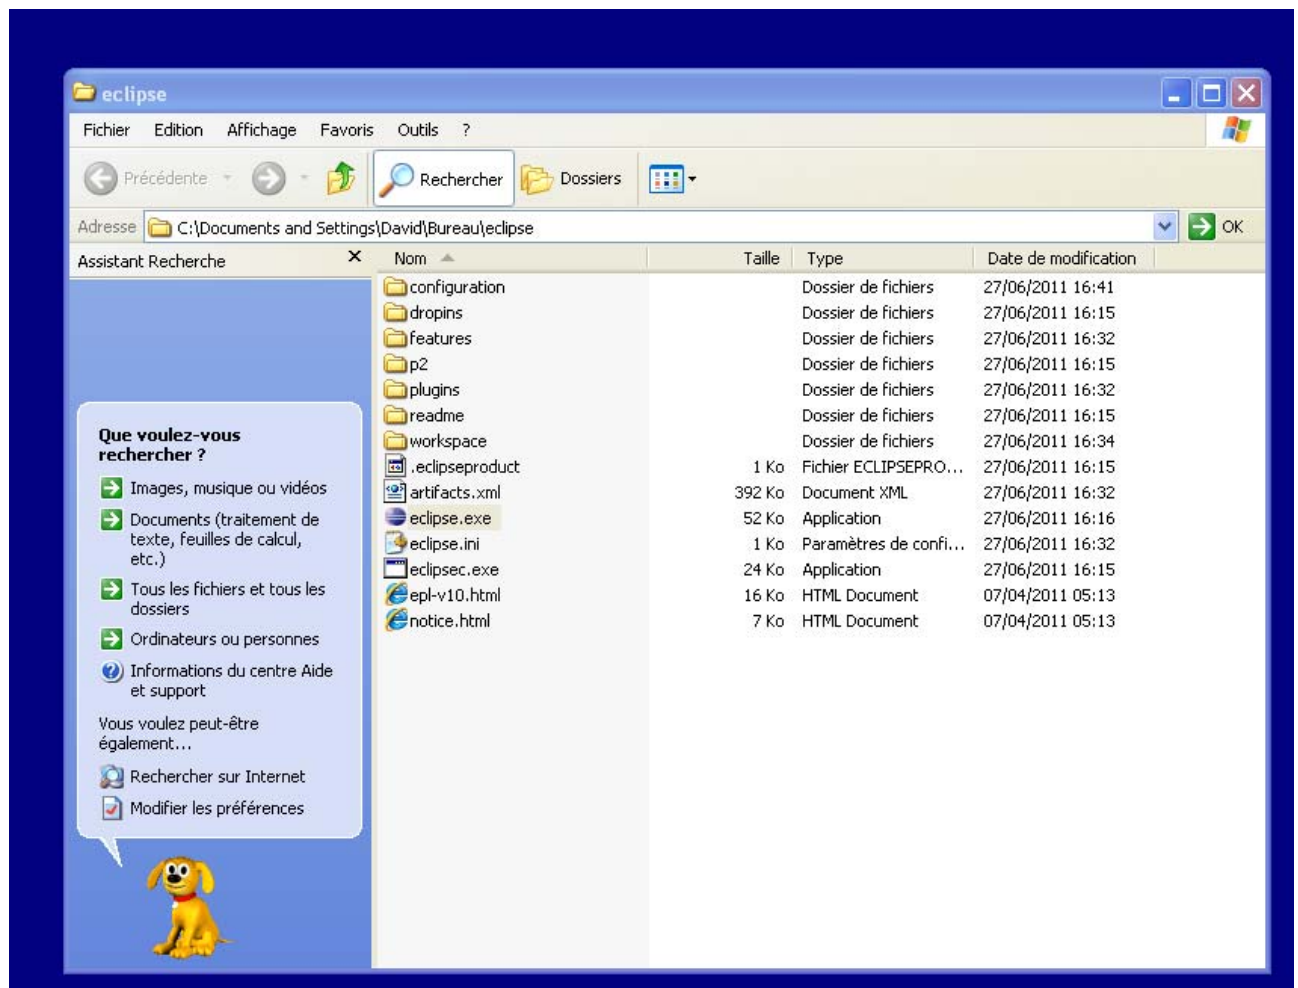 eclipse
Fichier Edition Affichage Favoris Outils ?
Précédente Rechercher Dossiers
Adresse C:\Documents and Settings\David\Bureau\eclipse OK
Assistant Recherche
Que voulez-vous
rechercher ?
Images, musique ou vidéos
Documents (traitement de
texte, feuilles de calcul,
etc.)
Tous les fichiers et tous les
dossiers
Ordinateurs ou personnes
Informations du centre Aide
et support
Vous voulez peut-être
également...
Rechercher sur Internet
Modifier les préférences
Nom Taille Type Date de modification
configuration Dossier de fichiers 27/06/2011 16:41
dropins Dossier de fichiers 27/06/2011 16:15
features Dossier de fichiers 27/06/2011 16:32
p2 Dossier de fichiers 27/06/2011 16:15
plugins Dossier de fichiers 27/06/2011 16:32
readme Dossier de fichiers 27/06/2011 16:15
workspace Dossier de fichiers 27/06/2011 16:34
.eclipseproduct 1 Ko Fichier ECLIPSEPRO... 27/06/2011 16:15
artifacts.xml 392 Ko Document XML 27/06/2011 16:32
eclipse.exe 52 Ko Application 27/06/2011 16:16
eclipse.ini 1 Ko Paramètres de confi... 27/06/2011 16:32
eclipsec.exe 24 Ko Application 27/06/2011 16:15
epl-v10.html 16 Ko HTML Document 07/04/2011 05:13
notice.html 7 Ko HTML Document 07/04/2011 05:13